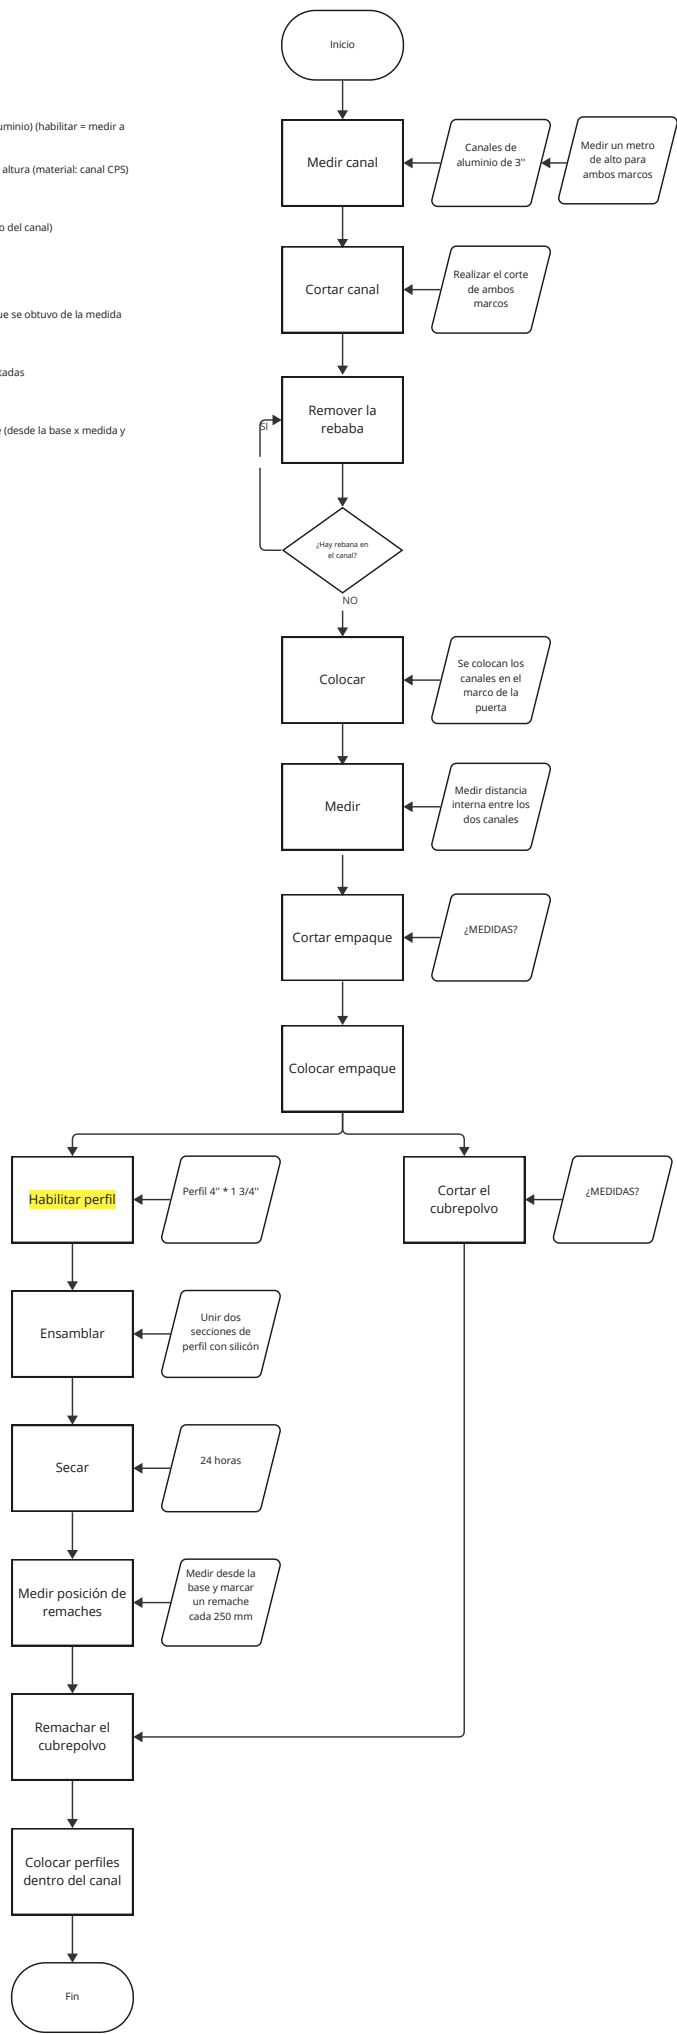 Inicio
uminio) (habilitar = medir a
altura (material: canal CPS)
o del canal)
ue se obtuvo de la medida
tadas
e (desde la base x medida y
Medir canal
Canales de
aluminio de 3"
Medir un metro
de alto para
ambos marcos
Cortar canal
Realizar el corte
de ambos
marcos
Remover la
rebaba
SI
¿Hay rebana en
el canal?
NO
Colocar
Se colocan los
canales en el
marco de la
puerta
Medir
Medir distancia
interna entre los
dos canales
Cortar empaque
¿MEDIDAS?
Colocar empaque
Habilitar perfil
Perfil 4" * 1 3/4"
Cortar el
cubrepolvo
¿MEDIDAS?
Ensamblar
Unir dos
secciones de
perfil con silicón
Secar
24 horas
Medir posición de
remaches
Medir desde la
base y marcar
un remache
cada 250 mm
Remachar el
cubrepolvo
Colocar perfiles
dentro del canal
Fin